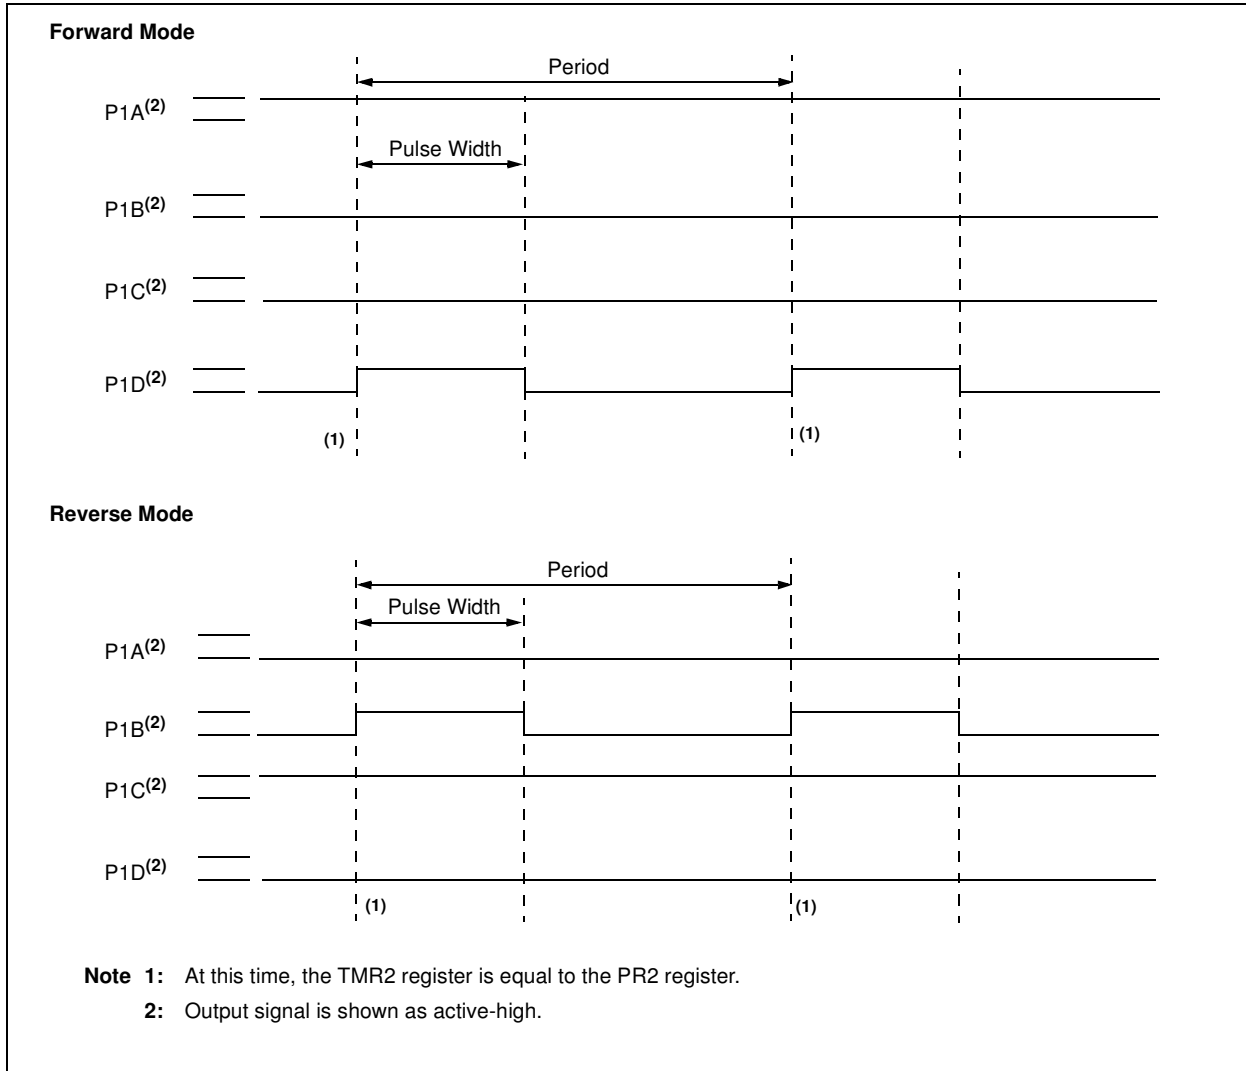 Forward Mode
Period
P1A(2)
Pulse Width
P1B(2)
P1C(2)
P1D(2)
(1)
(1)
Reverse Mode
Period
Pulse Width
P1A(2)
P1B(2)
P1C(2)
P1D(2)
(1)
(1)
Note 1: At this time, the TMR2 register is equal to the PR2 register.
2: Output signal is shown as active-high.